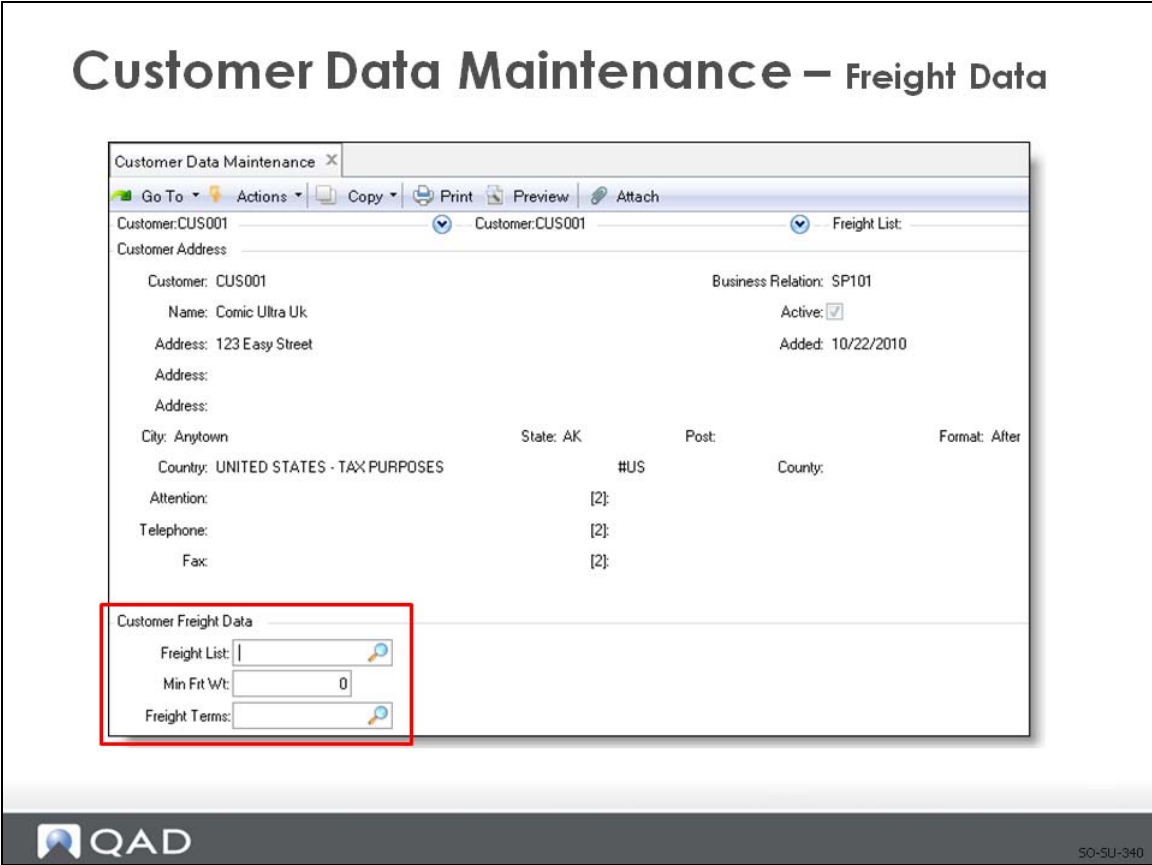 Customer Data Maintenance – Freight Data
Customer Data Maintenance X
Go To Actions Copy Print Preview Attach
Customer:CUS001 Customer:CUS001 Freight List:
Customer Address
Customer: CUS001 Business Relation: SP101
Name: Comic Ultra Uk Active:
Address: 123 Easy Street Added: 10/22/2010
Address:
Address:
City: Anytown State: AK Post: Format: After
Country: UNITED STATES - TAX PURPOSES #US County:
Attention: [2]:
Telephone: [2]:
Fax: [2]:
Customer Freight Data
Freight List:
Min Frt Wt: 0
Freight Terms:
QAD
SO-SU-340